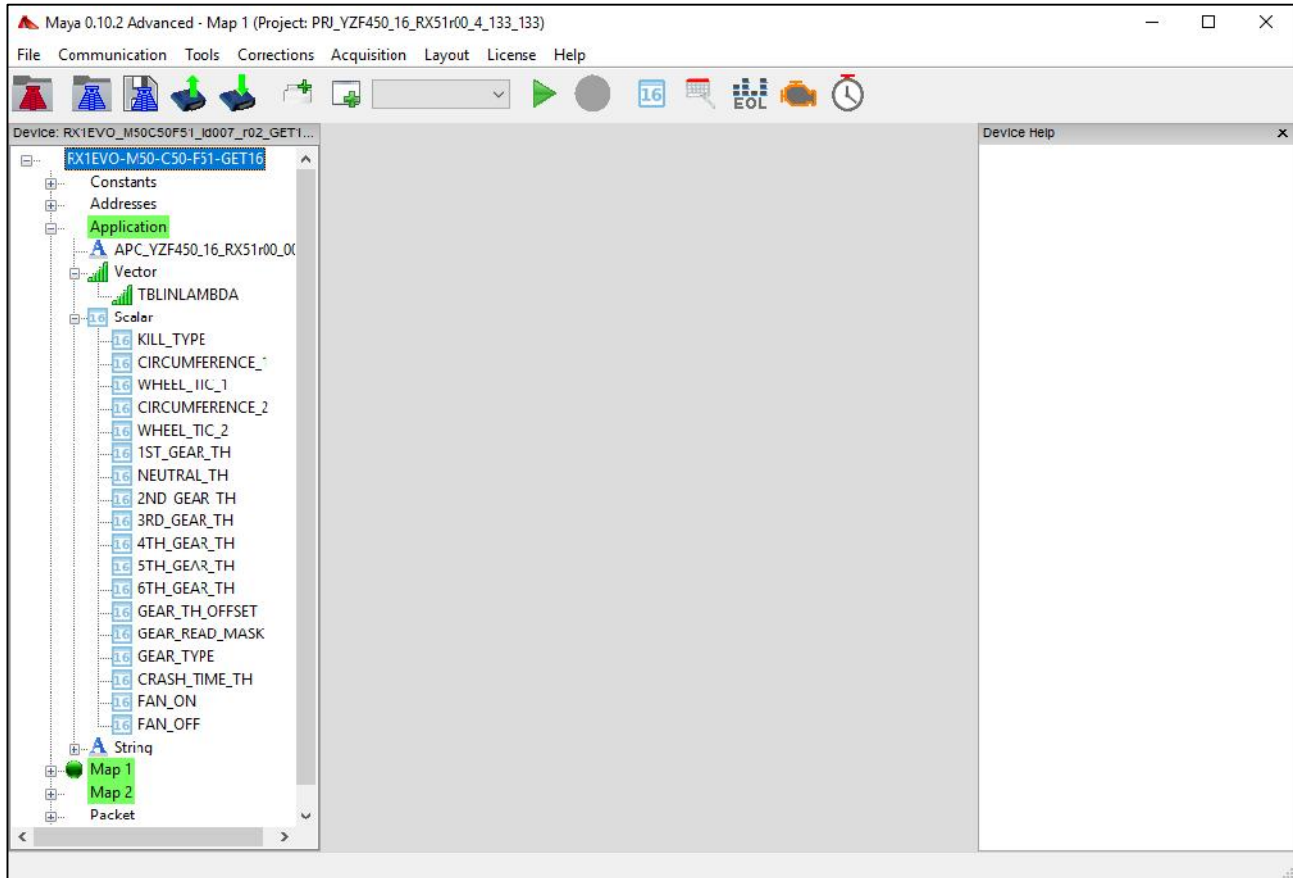 Maya 0.10.2 Advanced - Map 1 (Project: PRJ_YZF450_16_RX51r00_4_133_133)
File Communication Tools Corrections Acquisition Layout License Help
16 EOL
Device: RX1EVO_M50C50F51_Id007_r02_GET1...
Device Help
RX1EVO-M50-C50-F51-GET16
Constants
Addresses
Application
A APC_YZF450_16_RX51r00_0(
Vector
TBLINLAMBDA
16 Scalar
16 KILL_TYPE
16 CIRCUMFERENCE_1
16 WHEEL_TIC_1
16 CIRCUMFERENCE_2
16 WHEEL_TIC_2
16 1ST_GEAR_TH
16 NEUTRAL_TH
16 2ND_GEAR_TH
16 3RD_GEAR_TH
16 4TH_GEAR_TH
16 5TH_GEAR_TH
16 6TH_GEAR_TH
16 GEAR_TH_OFFSET
16 GEAR_READ_MASK
16 GEAR_TYPE
16 CRASH_TIME_TH
16 FAN_ON
16 FAN_OFF
A String
Map 1
Map 2
Packet